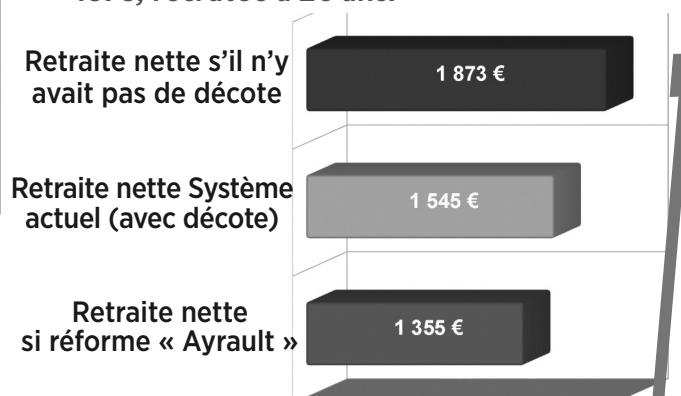 Retraite nette s’il n’y
avait pas de décote
1 873 €
Retraite nette Système
actuel (avec décote)
1 545 €
Retraite nette
si réforme « Ayrault »
1 355 €